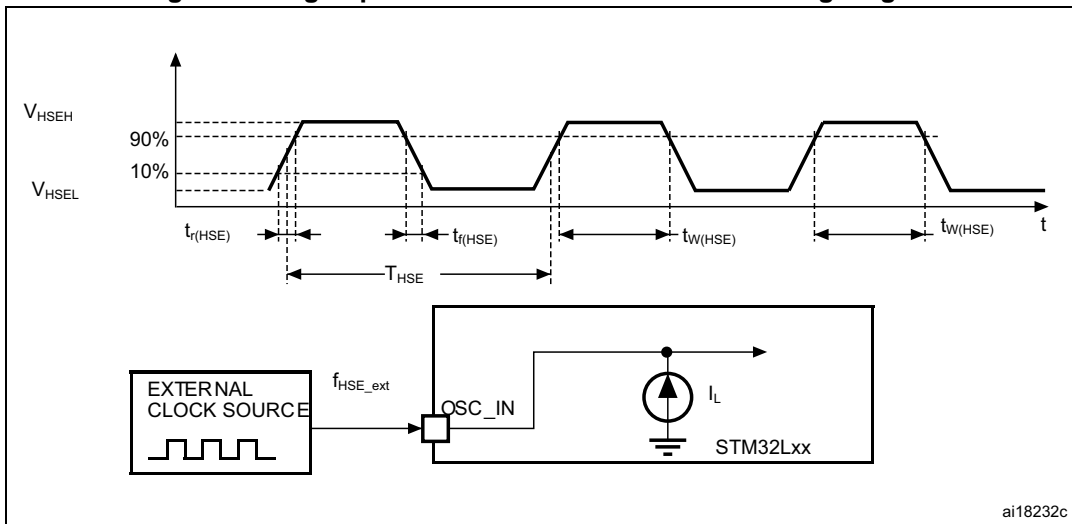 V_HSEH
90%
10%
V_HSEL
t_r(HSE)
t_f(HSE)
t_W(HSE)
t_W(HSE)
t
T_HSE
EXTERNAL
CLOCK SOURCE
f_HSE_ext
OSC_IN
I_L
STM32Lxx
ai18232c